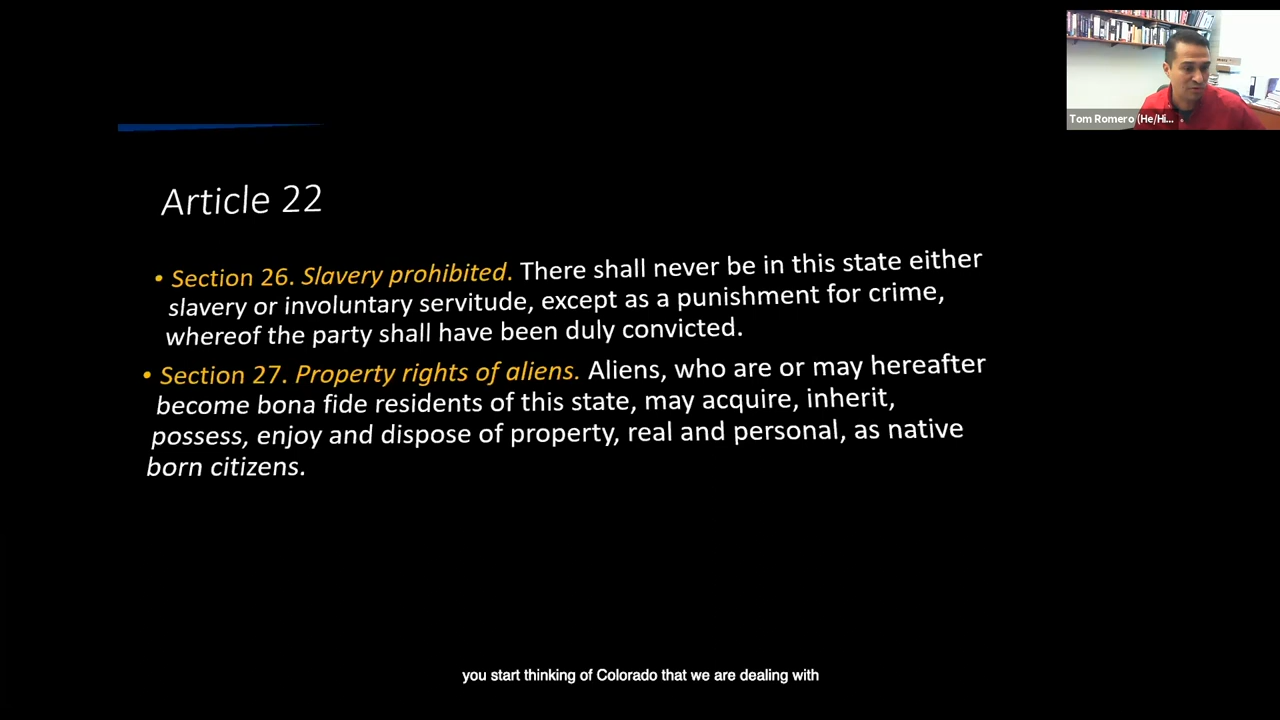 Tom Romero (He/Hi...
Article 22
• Section 26. Slavery prohibited. There shall never be in this state either
slavery or involuntary servitude, except as a punishment for crime,
whereof the party shall have been duly convicted.
• Section 27. Property rights of aliens. Aliens, who are or may hereafter
become bona fide residents of this state, may acquire, inherit,
possess, enjoy and dispose of property, real and personal, as native
born citizens.
you start thinking of Colorado that we are dealing with